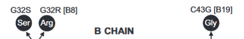 G32S G32R [B8] C43G [B19]
Ser Arg Gly
B CHAIN